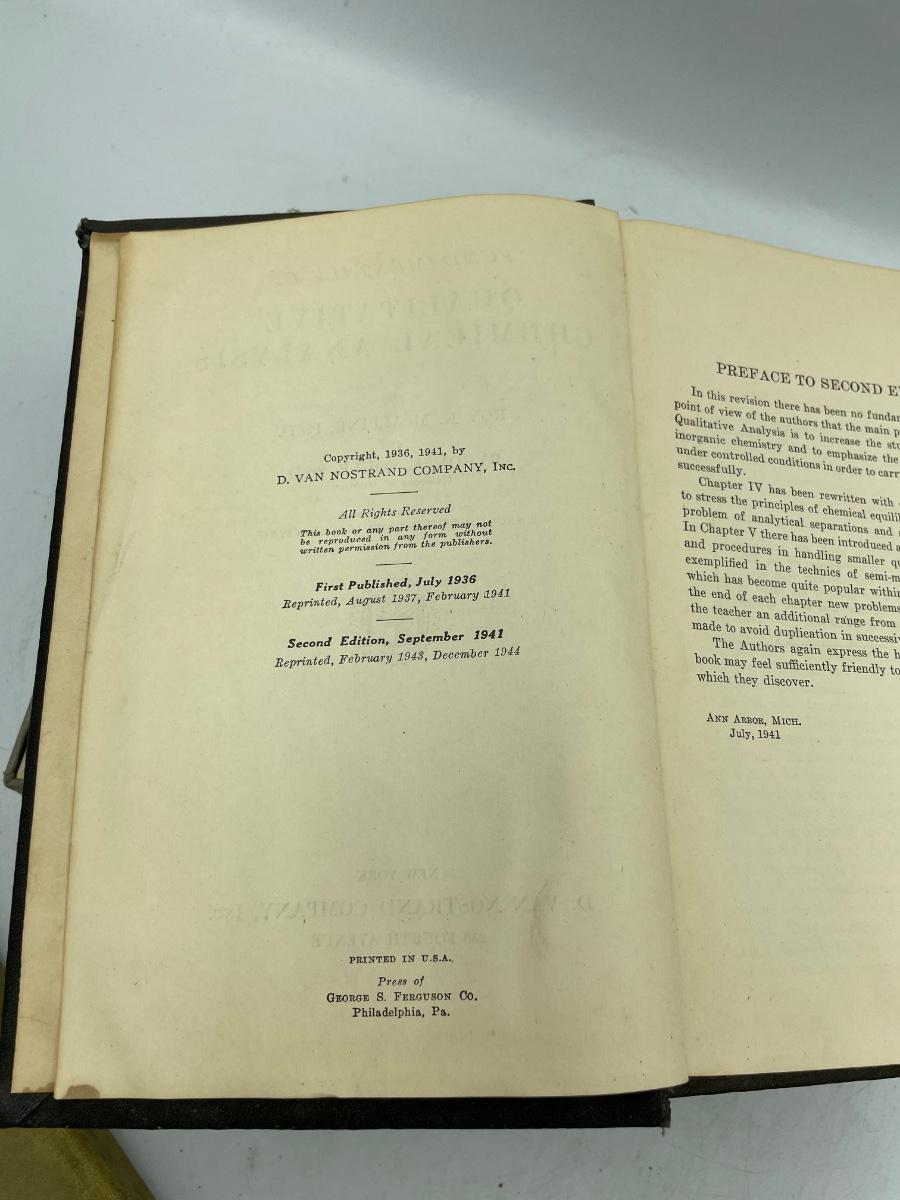 Copyright, 1936, 1941, by
D. VAN NOSTRAND COMPANY, Inc.
All Rights Reserved
This book or any part thereof may not
be reproduced in any form without
written permission from the publishers.
First Published, July 1936
Reprinted, August 1937, February 1941
Second Edition, September 1941
Reprinted, February 1943, December 1944
PRINTED IN U.S.A.
Press of
George S. Ferguson Co.
Philadelphia, Pa.
PREFACE TO SECOND
In this revision there has been no
point of view of the authors that the main
Qualitative Analysis is to increase the
inorganic chemistry and to emphasize the
under controlled conditions in order to
successfully.
Chapter IV has been rewritten with
to stress the principles of chemical
problem of analytical separations and
In Chapter V there has been introduced
and procedures in handling smaller
exemplified in the technics of
which has become quite popular
the end of each chapter new problems
the teacher an additional range from
made to avoid duplication in
The Authors again express the
book may feel sufficiently friendly to
which they discover.
Ann Arbor, Mich.
July, 1941